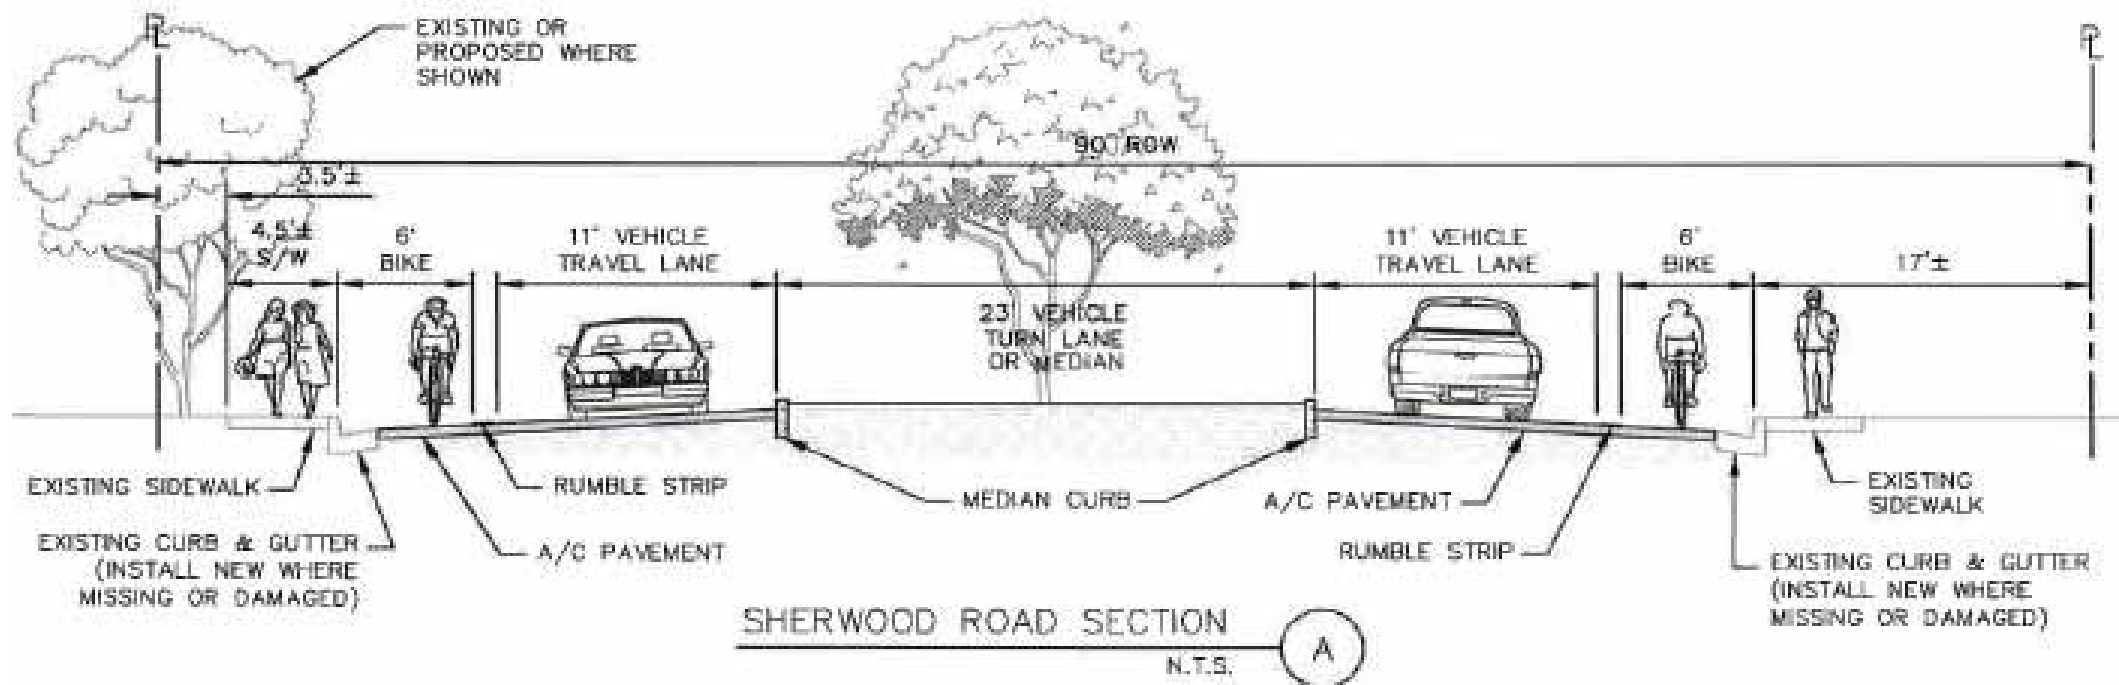 PL
PL
EXISTING OR
PROPOSED WHERE
SHOWN
90' ROW
3.5'±
4.5'±
S/W
6'
BIKE
11' VEHICLE
TRAVEL LANE
23' VEHICLE
TURN LANE
OR MEDIAN
11' VEHICLE
TRAVEL LANE
6'
BIKE
17'±
EXISTING SIDEWALK
RUMBLE STRIP
MEDIAN CURB
A/C PAVEMENT
EXISTING
SIDEWALK
EXISTING CURB & GUTTER
(INSTALL NEW WHERE
MISSING OR DAMAGED)
A/C PAVEMENT
RUMBLE STRIP
EXISTING CURB & GUTTER
(INSTALL NEW WHERE
MISSING OR DAMAGED)
SHERWOOD ROAD SECTION
N.T.S.
A